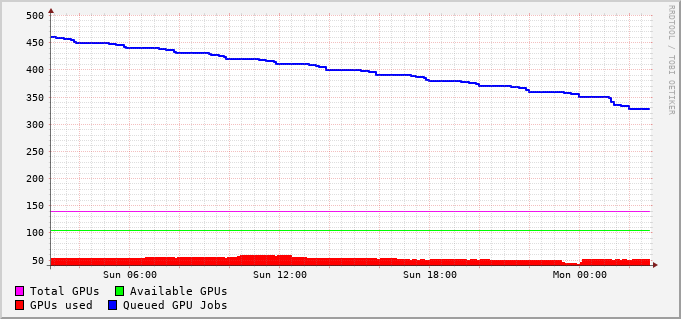 500
450
400
350
300
250
200
150
100
50
Sun 06:00 Sun 12:00 Sun 18:00 Mon 00:00
Total GPUs Available GPUs
GPUs used Queued GPU Jobs
RRDTOOL / TOBI OETIKER